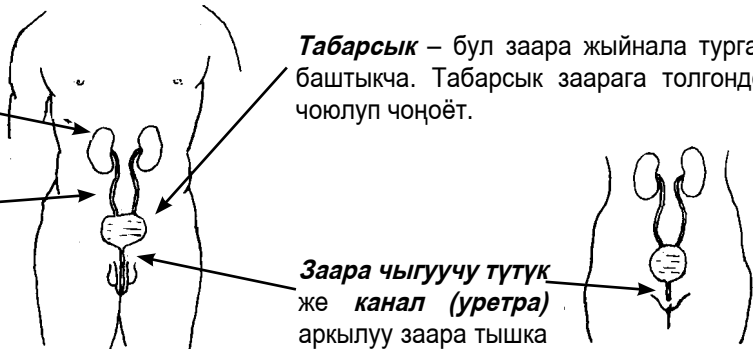 Табарсык – бул заара жыйнала турга
баштыкча. Табарсык заарага толгондо
чоюлуп чоңоёт.
Заара чыгуучу түтүк
же канал (уретра)
аркылуу заара тышка